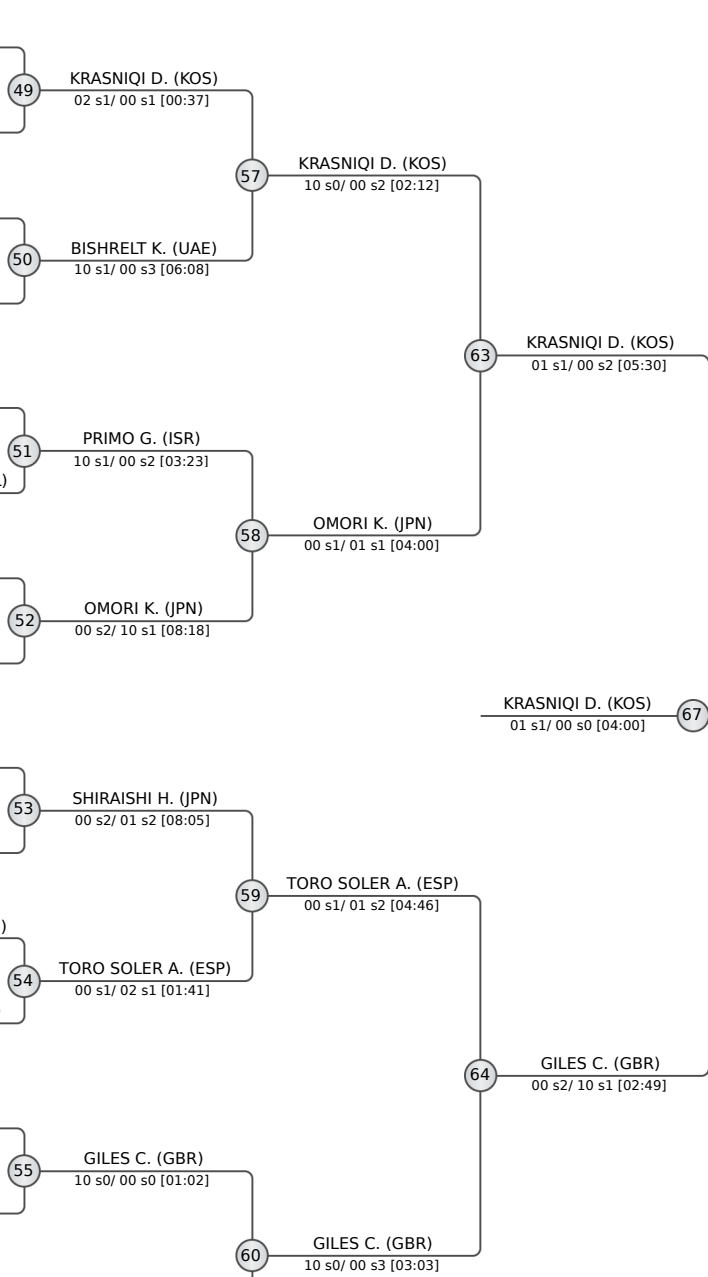 49
KRASNIQI D. (KOS)
02 s1/ 00 s1 [00:37]
57
KRASNIQI D. (KOS)
10 s0/ 00 s2 [02:12]
50
BISHRELT K. (UAE)
10 s1/ 00 s3 [06:08]
63
KRASNIQI D. (KOS)
01 s1/ 00 s2 [05:30]
51
PRIMO G. (ISR)
10 s1/ 00 s2 [03:23]
)
58
OMORI K. (JPN)
00 s1/ 01 s1 [04:00]
52
OMORI K. (JPN)
00 s2/ 10 s1 [08:18]
KRASNIQI D. (KOS)
01 s1/ 00 s0 [04:00]
67
53
SHIRAISHI H. (JPN)
00 s2/ 01 s2 [08:05]
59
TORO SOLER A. (ESP)
00 s1/ 01 s2 [04:46]
)
54
TORO SOLER A. (ESP)
00 s1/ 02 s1 [01:41]
64
GILES C. (GBR)
00 s2/ 10 s1 [02:49]
55
GILES C. (GBR)
10 s0/ 00 s0 [01:02]
60
GILES C. (GBR)
10 s0/ 00 s3 [03:03]